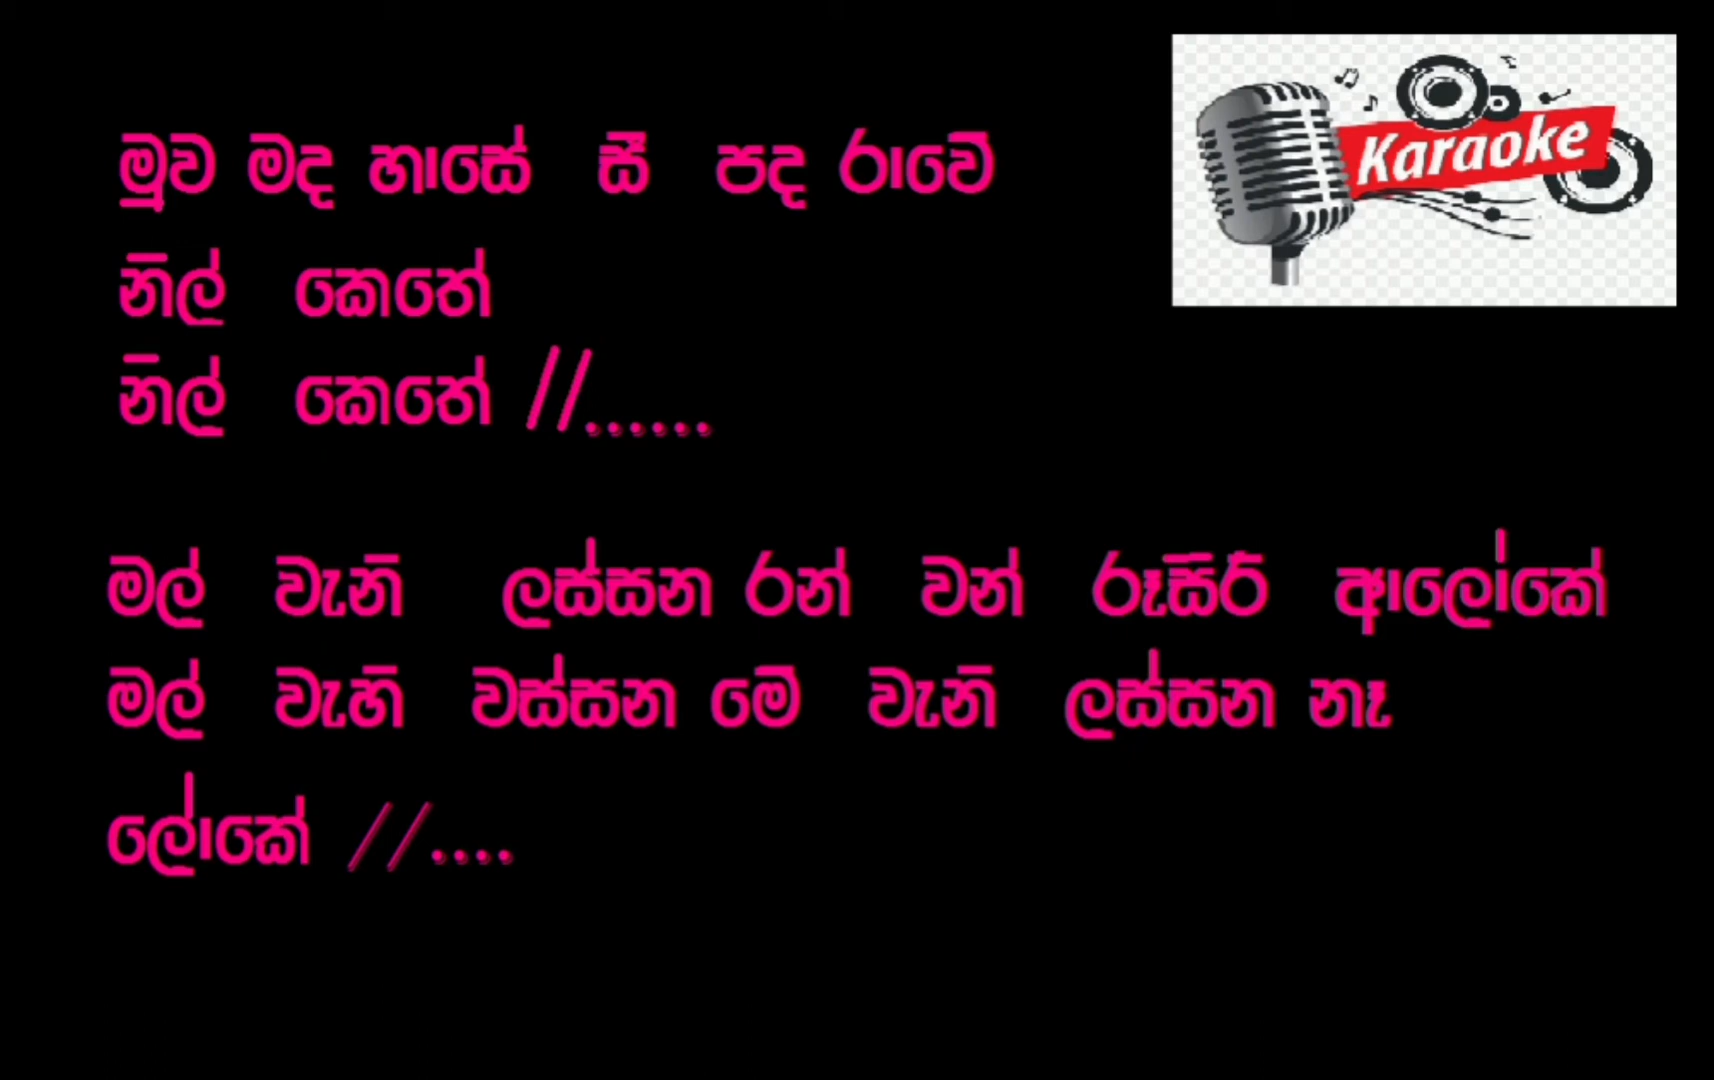 මූව මද හාසේ සී පද රාවේ
නිල් කෙතේ
නිල් කෙතේ //......
මල් වැනි ලස්සන රන් වන් රූසිරි ආලෝකේ
මල් වැහි වස්සන මේ වැනි ලස්සන නෑ
ලෝකේ //....
Karaoke